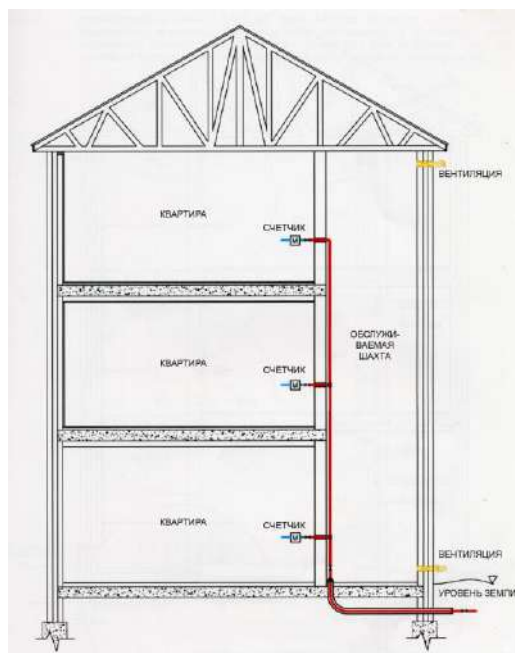 ВЕНТИЛЯЦИЯ
КВАРТИРА
СЧЕТЧИК
М
ОБСЛУЖИ-
ВАЕМАЯ
ШАХТА
КВАРТИРА
СЧЕТЧИК
М
КВАРТИРА
СЧЕТЧИК
М
ВЕНТИЛЯЦИЯ
УРОВЕНЬ ЗЕМЛИ